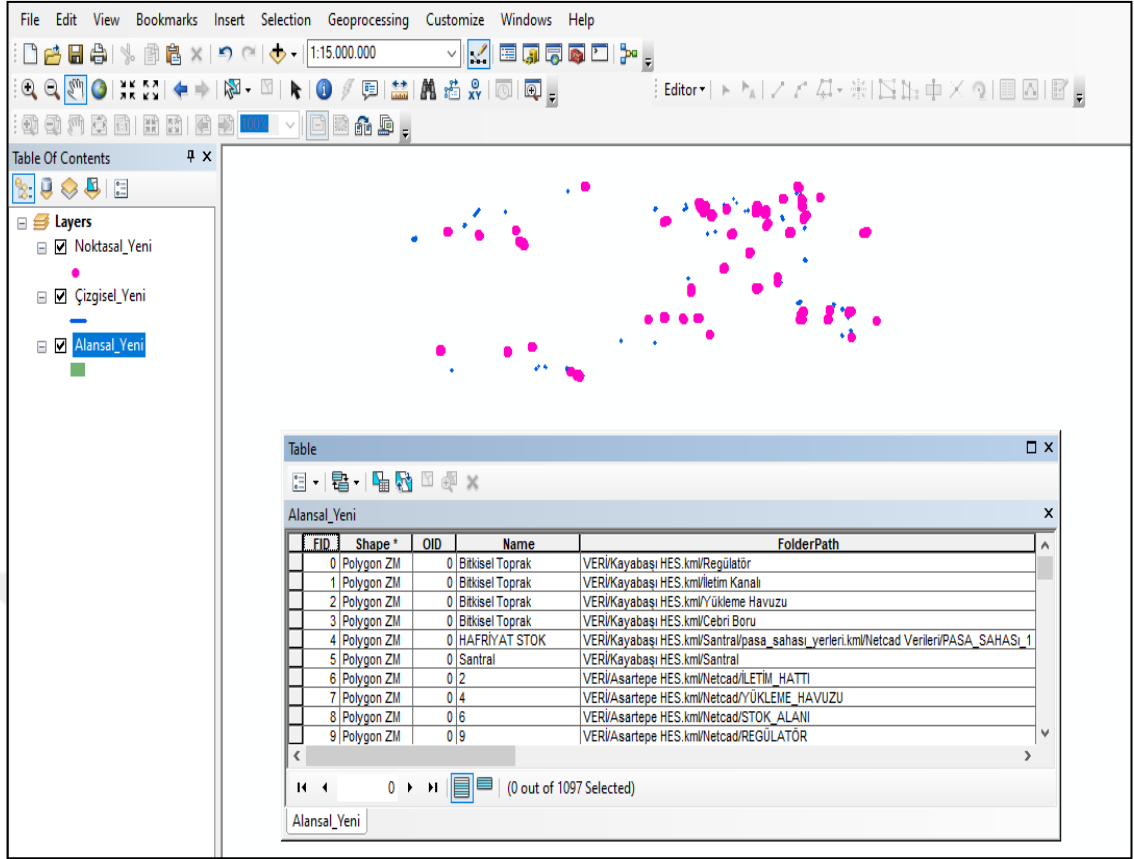 File Edit View Bookmarks Insert Selection Geoprocessing Customize Windows Help
1:15.000.000
Editor
100%
Table Of Contents
Layers
Noktasal_Yeni
Çizgisel_Yeni
Alansal_Yeni
Table
Alansal_Yeni
FID Shape * OID Name FolderPath
0 Polygon ZM 0 Bitkisel Toprak VERİ/Kayabaşı HES.kml/Regülatör
1 Polygon ZM 0 Bitkisel Toprak VERİ/Kayabaşı HES.kml/İletim Kanalı
2 Polygon ZM 0 Bitkisel Toprak VERİ/Kayabaşı HES.kml/Yükleme Havuzu
3 Polygon ZM 0 Bitkisel Toprak VERİ/Kayabaşı HES.kml/Cebri Boru
4 Polygon ZM 0 HAFRİYAT STOK VERİ/Kayabaşı HES.kml/Santral/pasa_sahası_yerleri.kml/Netcad Verileri/PASA_SAHASı_1
5 Polygon ZM 0 Santral VERİ/Kayabaşı HES.kml/Santral
6 Polygon ZM 0 2 VERİ/Asartepe HES.kml/Netcad/İLETİM_HATTI
7 Polygon ZM 0 4 VERİ/Asartepe HES.kml/Netcad/YÜKLEME_HAVUZU
8 Polygon ZM 0 6 VERİ/Asartepe HES.kml/Netcad/STOK_ALANI
9 Polygon ZM 0 9 VERİ/Asartepe HES.kml/Netcad/REGÜLATÖR
0 (0 out of 1097 Selected)
Alansal_Yeni